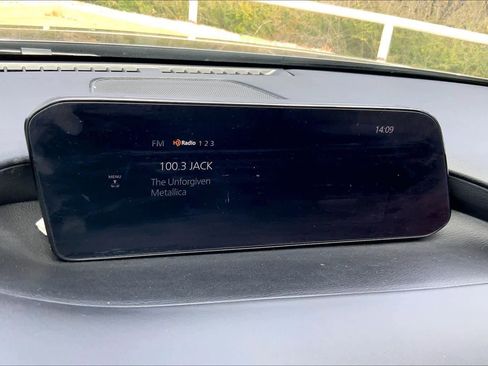 FM HD Radio 1 2 3 14:09
100.3 JACK
MENU
The Unforgiven
Metallica